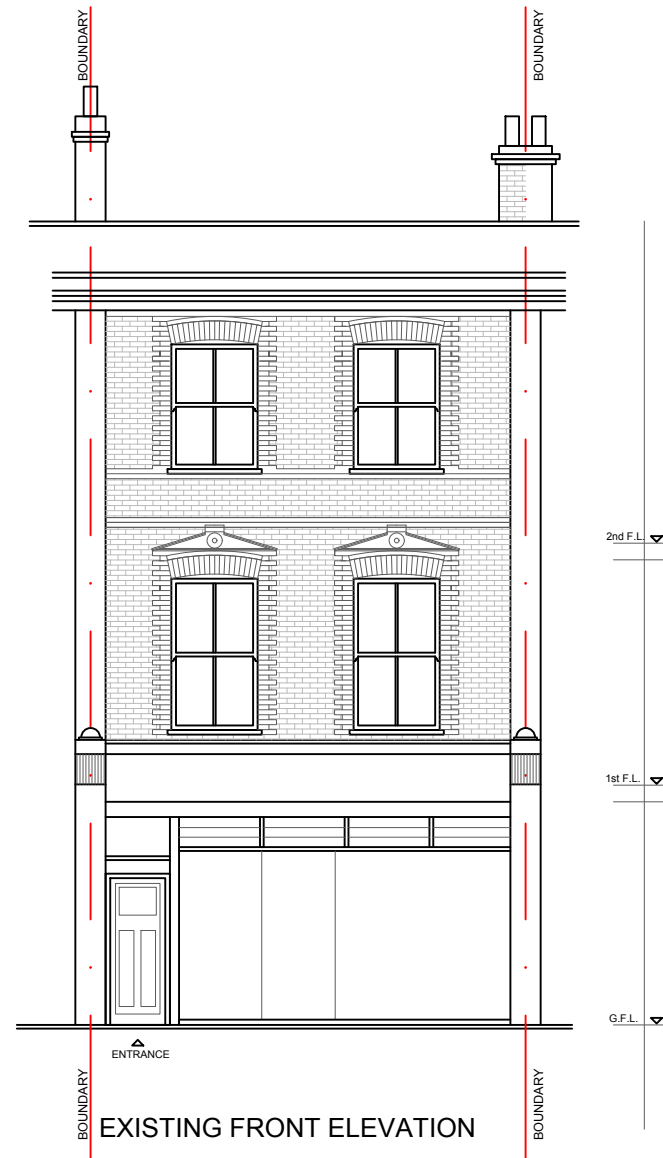 BOUNDARY
BOUNDARY
2nd F.L.
1st F.L.
G.F.L.
ENTRANCE
BOUNDARY
BOUNDARY
EXISTING FRONT ELEVATION